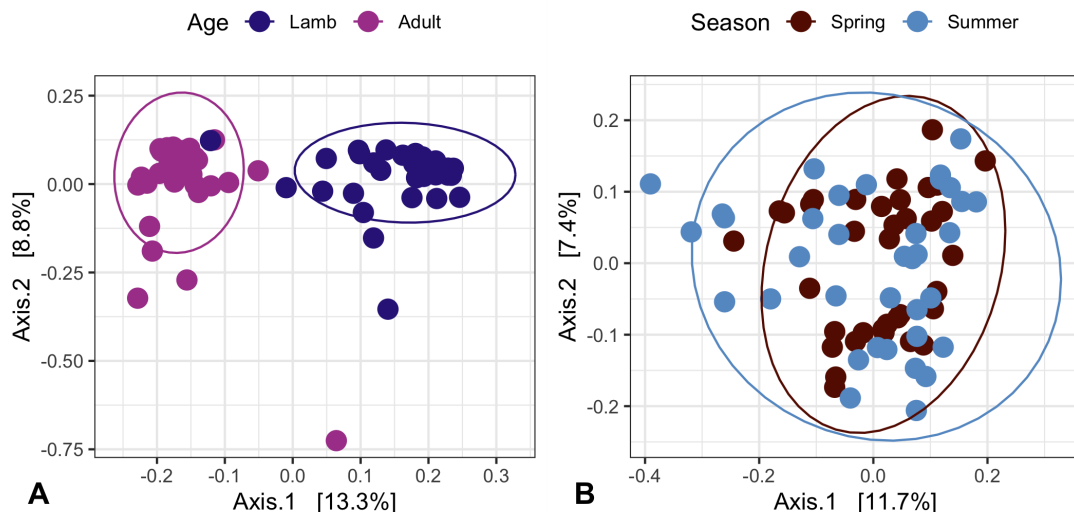 Age Lamb Adult
0.25
0.00
-0.25
-0.50
-0.75
Axis.2 [8.8%]
-0.2 -0.1 0.0 0.1 0.2 0.3
Axis.1 [13.3%]
A
Season Spring Summer
0.2
0.1
0.0
-0.1
-0.2
Axis.2 [7.4%]
-0.4 -0.2 0.0 0.2
Axis.1 [11.7%]
B